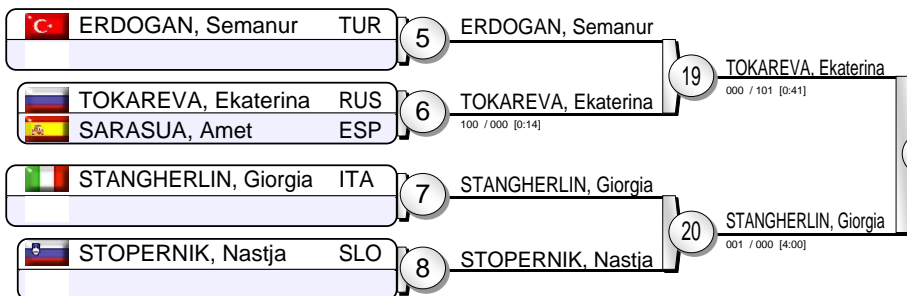 ERDOGAN, Semanur TUR
5
ERDOGAN, Semanur
19
TOKAREVA, Ekaterina
000 / 101 [0:41]
TOKAREVA, Ekaterina RUS
SARASUA, Amet ESP
6
TOKAREVA, Ekaterina
100 / 000 [0:14]
STANGHERLIN, Giorgia ITA
7
STANGHERLIN, Giorgia
20
STANGHERLIN, Giorgia
001 / 000 [4:00]
STOPERNIK, Nastja SLO
8
STOPERNIK, Nastja